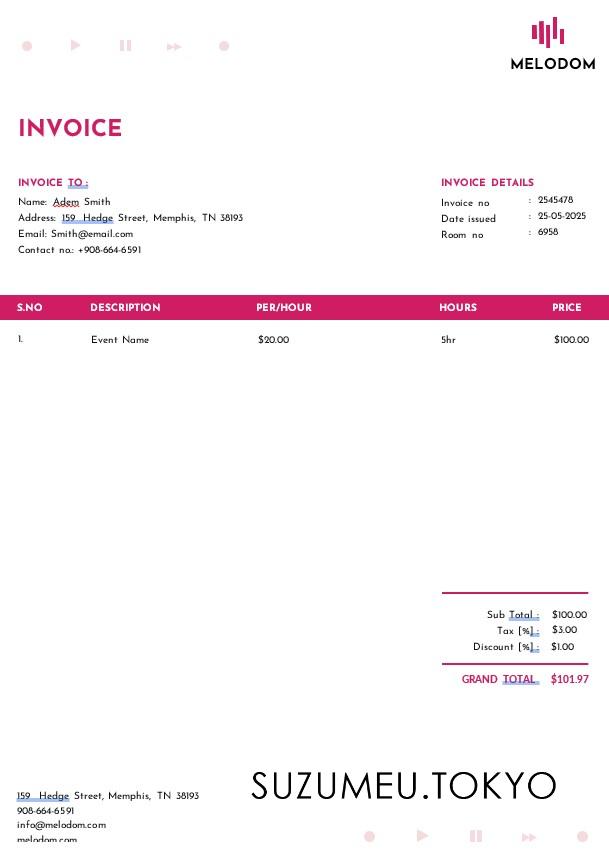 MELODOM
INVOICE
INVOICE TO :
Name: Adem Smith
Address: 159 Hedge Street, Memphis, TN 38193
Email: Smith@email.com
Contact no.: +908-664-6591
INVOICE DETAILS
Invoice no : 2545478
Date issued : 25-05-2025
Room no : 6958
S.NO DESCRIPTION PER/HOUR HOURS PRICE
1. Event Name $20.00 5hr $100.00
Sub Total : $100.00
Tax [%] : $3.00
Discount [%] : $1.00
GRAND TOTAL $101.97
159 Hedge Street, Memphis, TN 38193
908-664-6591
info@melodom.com
melodom.com
SUZUMEU.TOKYO